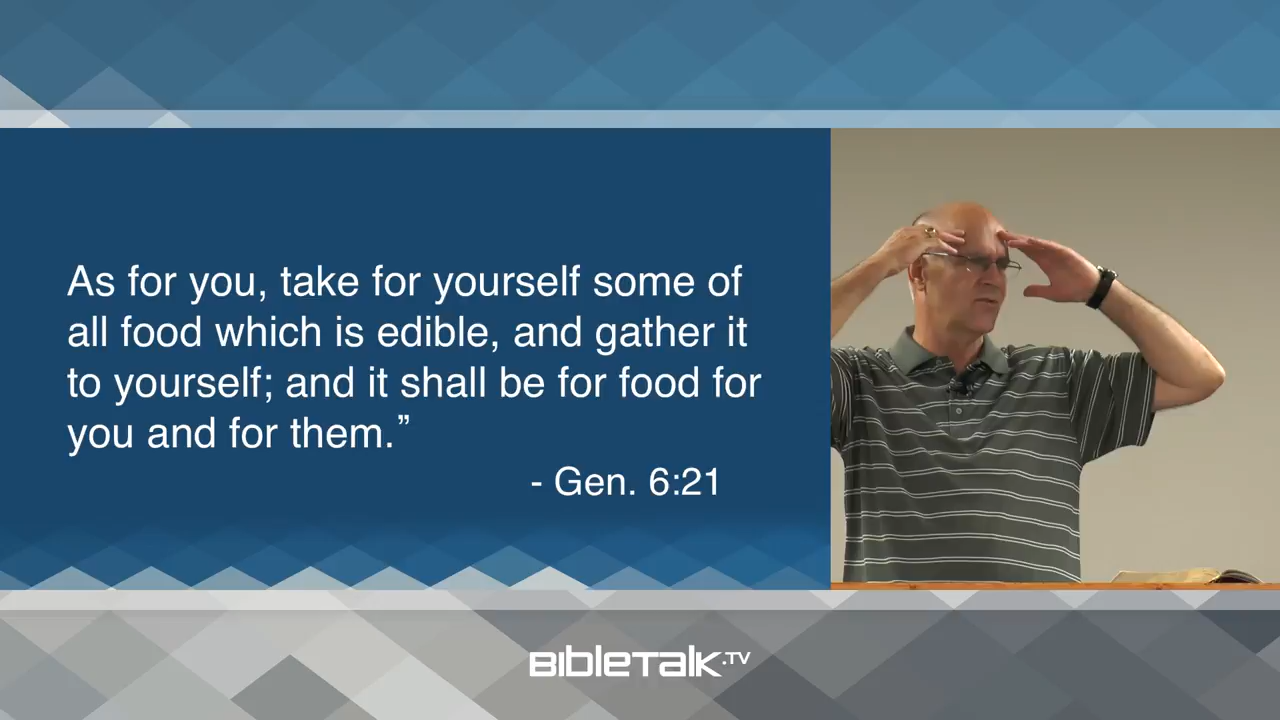 As for you, take for yourself some of
all food which is edible, and gather it
to yourself; and it shall be for food for
you and for them.”
- Gen. 6:21
BIBLETALK.TV